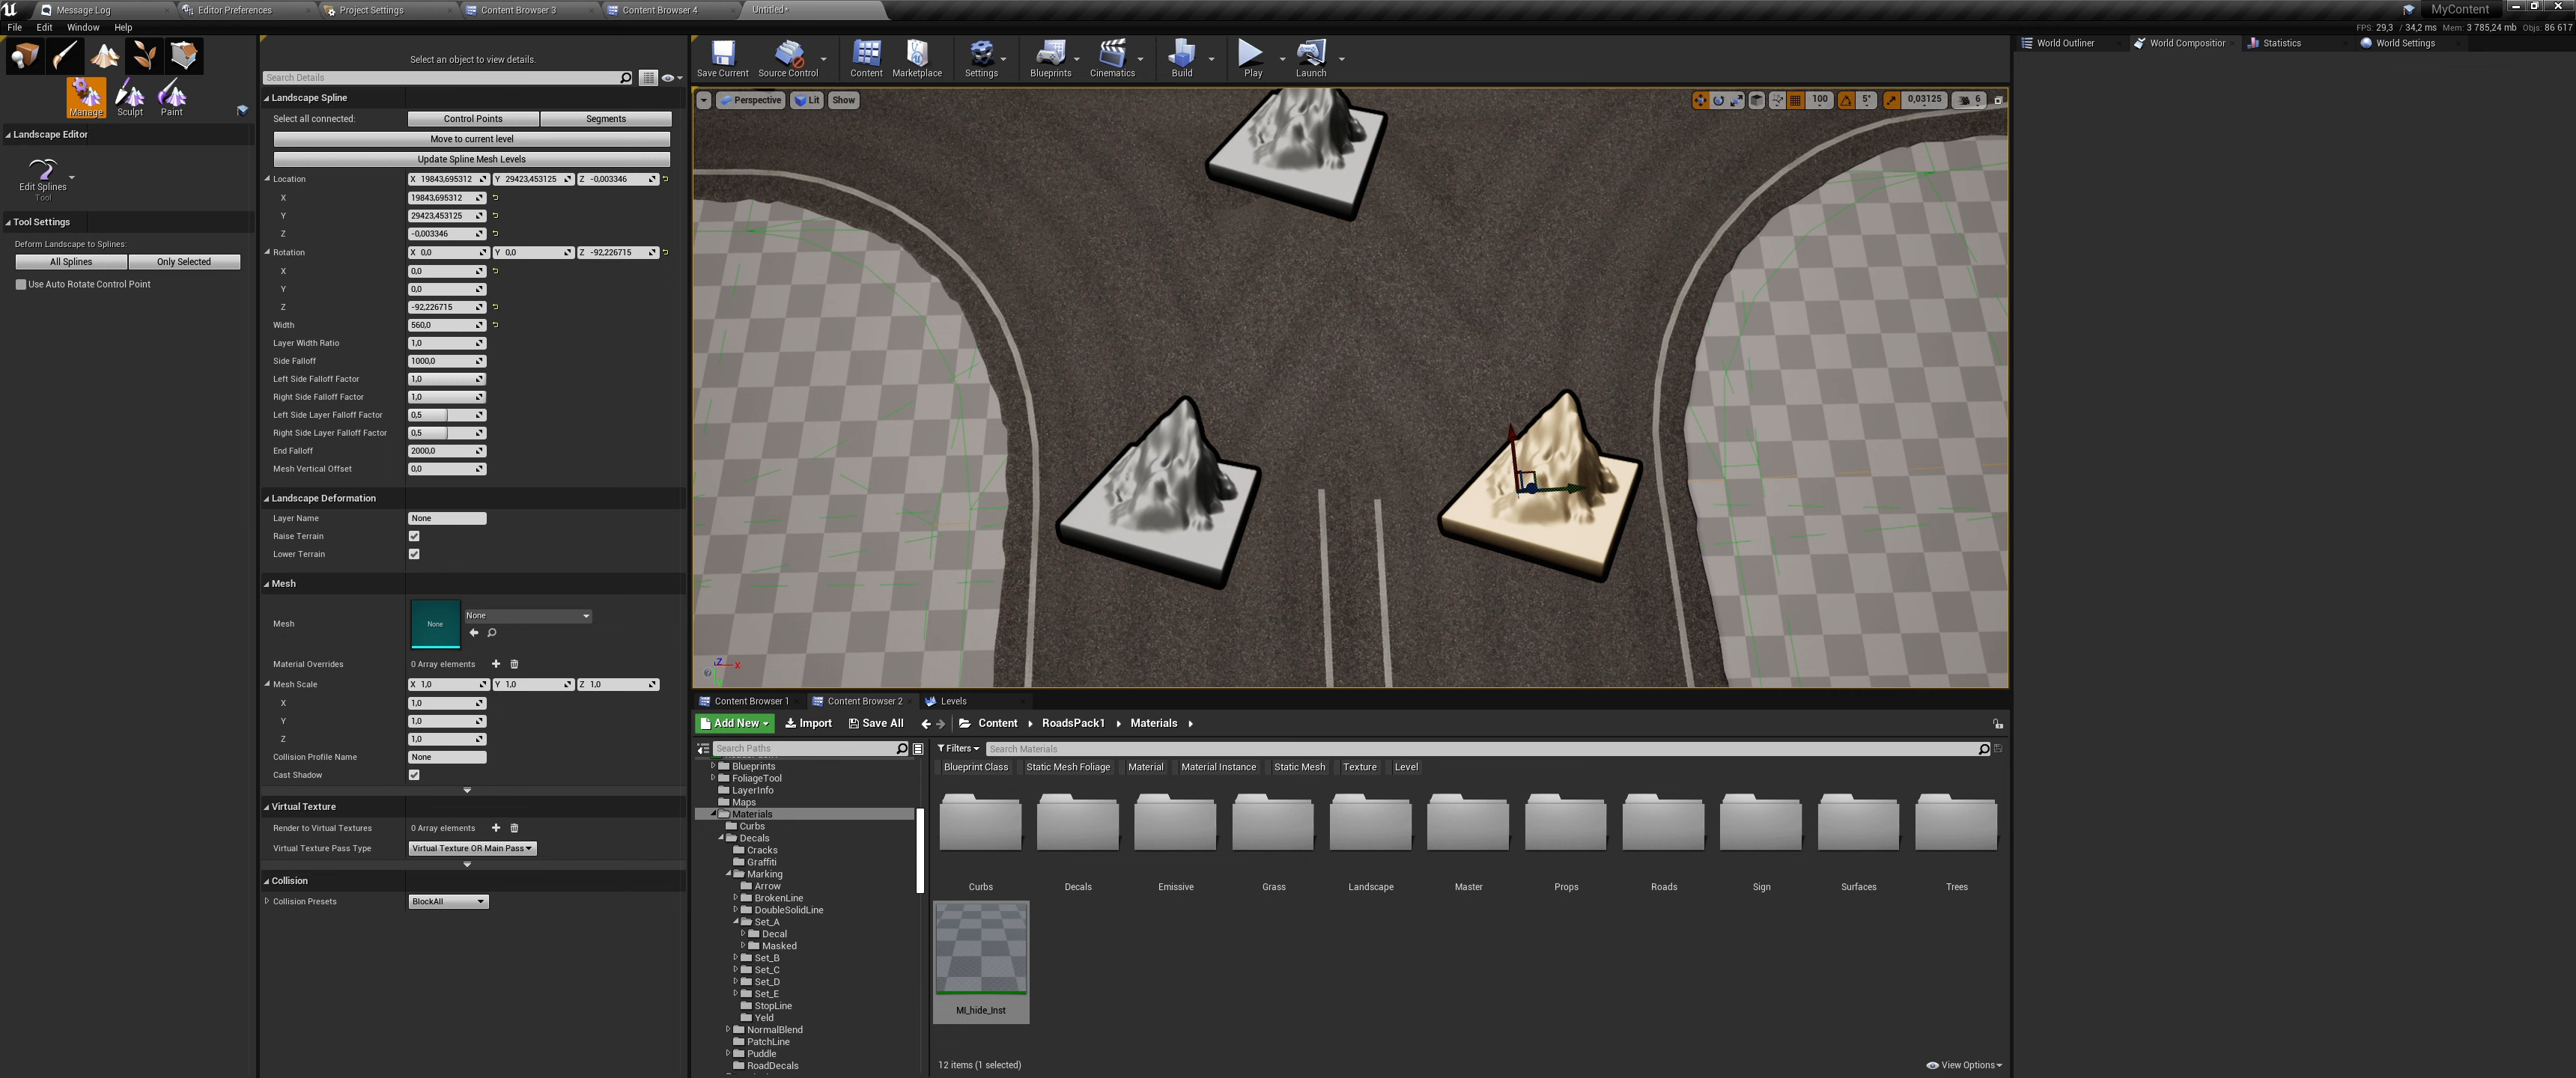 Message Log
Editor Preferences
Project Settings
Content Browser 3
Content Browser 4
Untitled*
MyContent
File Edit Window Help
FPS: 29,3 / 34,2 ms Mem: 3 785,24 mb Objs: 86 617
Manage Sculpt Paint
Landscape Editor
Edit Splines
Tool
Tool Settings
Deform Landscape to Splines:
All Splines Only Selected
Use Auto Rotate Control Point
Select an object to view details.
Search Details
Landscape Spline
Select all connected: Control Points Segments
Move to current level
Update Spline Mesh Levels
Location X 19843,695312 Y 29423,453125 Z -0,003346
X 19843,695312
Y 29423,453125
Z -0,003346
Rotation X 0,0 Y 0,0 Z -92,226715
X 0,0
Y 0,0
Z -92,226715
Width 560,0
Layer Width Ratio 1,0
Side Falloff 1000,0
Left Side Falloff Factor 1,0
Right Side Falloff Factor 1,0
Left Side Layer Falloff Factor 0,5
Right Side Layer Falloff Factor 0,5
End Falloff 2000,0
Mesh Vertical Offset 0,0
Landscape Deformation
Layer Name None
Raise Terrain
Lower Terrain
Mesh
Mesh None None
Material Overrides 0 Array elements
Mesh Scale X 1,0 Y 1,0 Z 1,0
X 1,0
Y 1,0
Z 1,0
Collision Profile Name None
Cast Shadow
Virtual Texture
Render to Virtual Textures 0 Array elements
Virtual Texture Pass Type Virtual Texture OR Main Pass
Collision
Collision Presets BlockAll
Save Current Source Control Content Marketplace Settings Blueprints Cinematics Build Play Launch
Perspective Lit Show
100 5° 0,03125 6
Z X
World Outliner World Composition Statistics World Settings
Content Browser 1 Content Browser 2 Levels
Add New Import Save All Content RoadsPack1 Materials
Search Paths
Filters Search Materials
Blueprint Class Static Mesh Foliage Material Material Instance Static Mesh Texture Level
Blueprints
FoliageTool
LayerInfo
Maps
Materials
Curbs
Decals
Cracks
Graffiti
Marking
Arrow
BrokenLine
DoubleSolidLine
Set_A
Decal
Masked
Set_B
Set_C
Set_D
Set_E
StopLine
Yeld
NormalBlend
PatchLine
Puddle
RoadDecals
Curbs Decals Emissive Grass Landscape Master Props Roads Sign Surfaces Trees
MI_hide_Inst
12 items (1 selected)
View Options